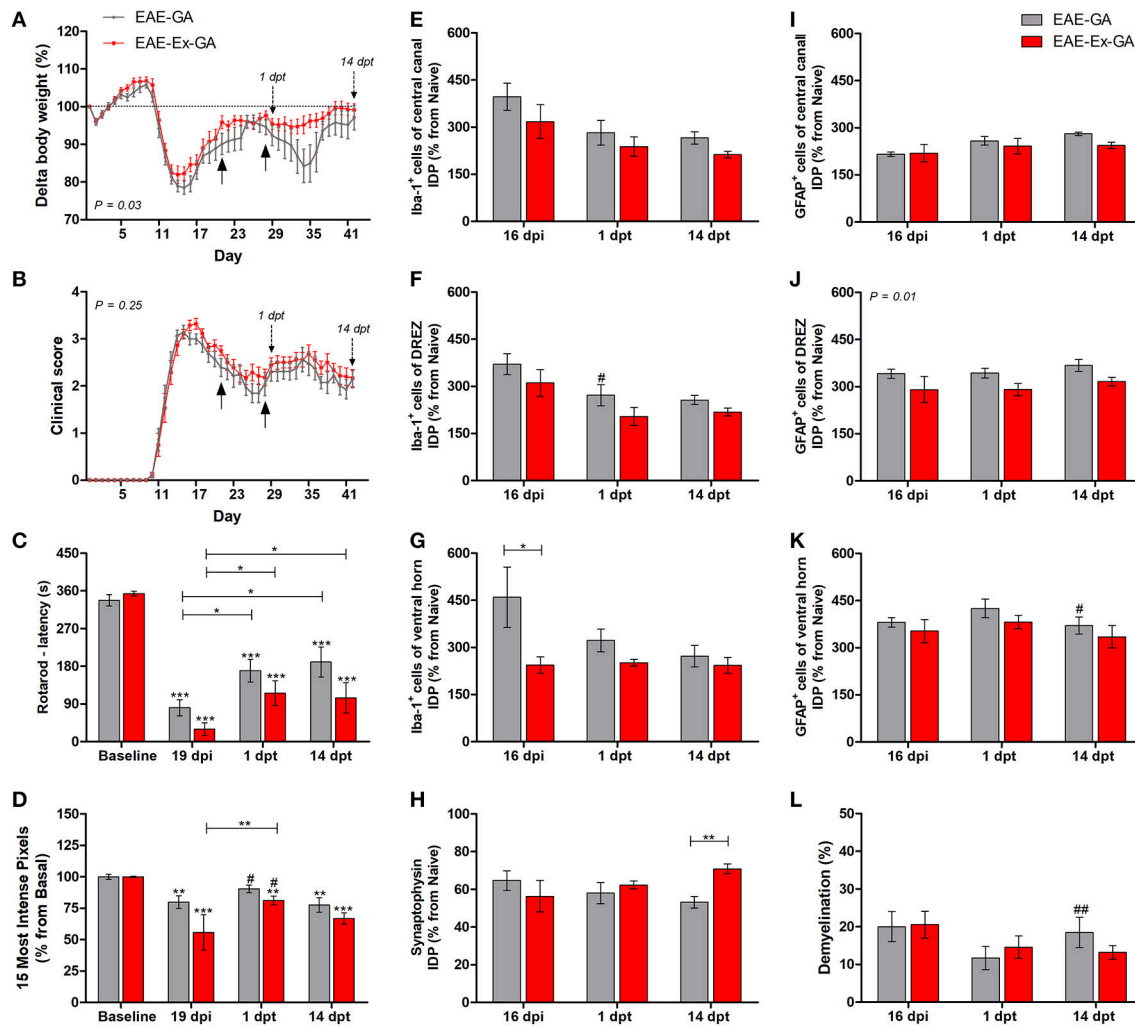 A
EAE-GA
EAE-Ex-GA
Delta body weight (%)
120
110
100
90
80
70
1 dpt
14 dpt
P = 0.03
5 11 17 23 29 35 41
Day
B
Clinical score
4
3
2
1
0
P = 0.25
1 dpt
14 dpt
5 11 17 23 29 35 41
Day
C
Rotarod - latency (s)
450
360
270
180
90
0
*
*
*
*
*** *** *** *** *** ***
Baseline 19 dpi 1 dpt 14 dpt
D
15 Most Intense Pixels
(% from Basal)
150
125
100
75
50
25
0
**
# #
** *** ** ** ***
Baseline 19 dpi 1 dpt 14 dpt
E
Iba-1+ cells of central canal
IDP (% from Naive)
600
450
300
150
0
16 dpi 1 dpt 14 dpt
F
Iba-1+ cells of DREZ
IDP (% from Naive)
600
450
300
150
0
#
16 dpi 1 dpt 14 dpt
G
Iba-1+ cells of ventral horn
IDP (% from Naive)
600
450
300
150
0
*
16 dpi 1 dpt 14 dpt
H
Synaptophysin
IDP (% from Naive)
100
80
60
40
20
0
**
16 dpi 1 dpt 14 dpt
I
EAE-GA
EAE-Ex-GA
GFAP+ cells of central canal
IDP (% from Naive)
600
450
300
150
0
16 dpi 1 dpt 14 dpt
J
GFAP+ cells of DREZ
IDP (% from Naive)
600
450
300
150
0
P = 0.01
16 dpi 1 dpt 14 dpt
K
GFAP+ cells of ventral horn
IDP (% from Naive)
600
450
300
150
0
#
16 dpi 1 dpt 14 dpt
L
Demyelination (%)
50
40
30
20
10
0
##
16 dpi 1 dpt 14 dpt